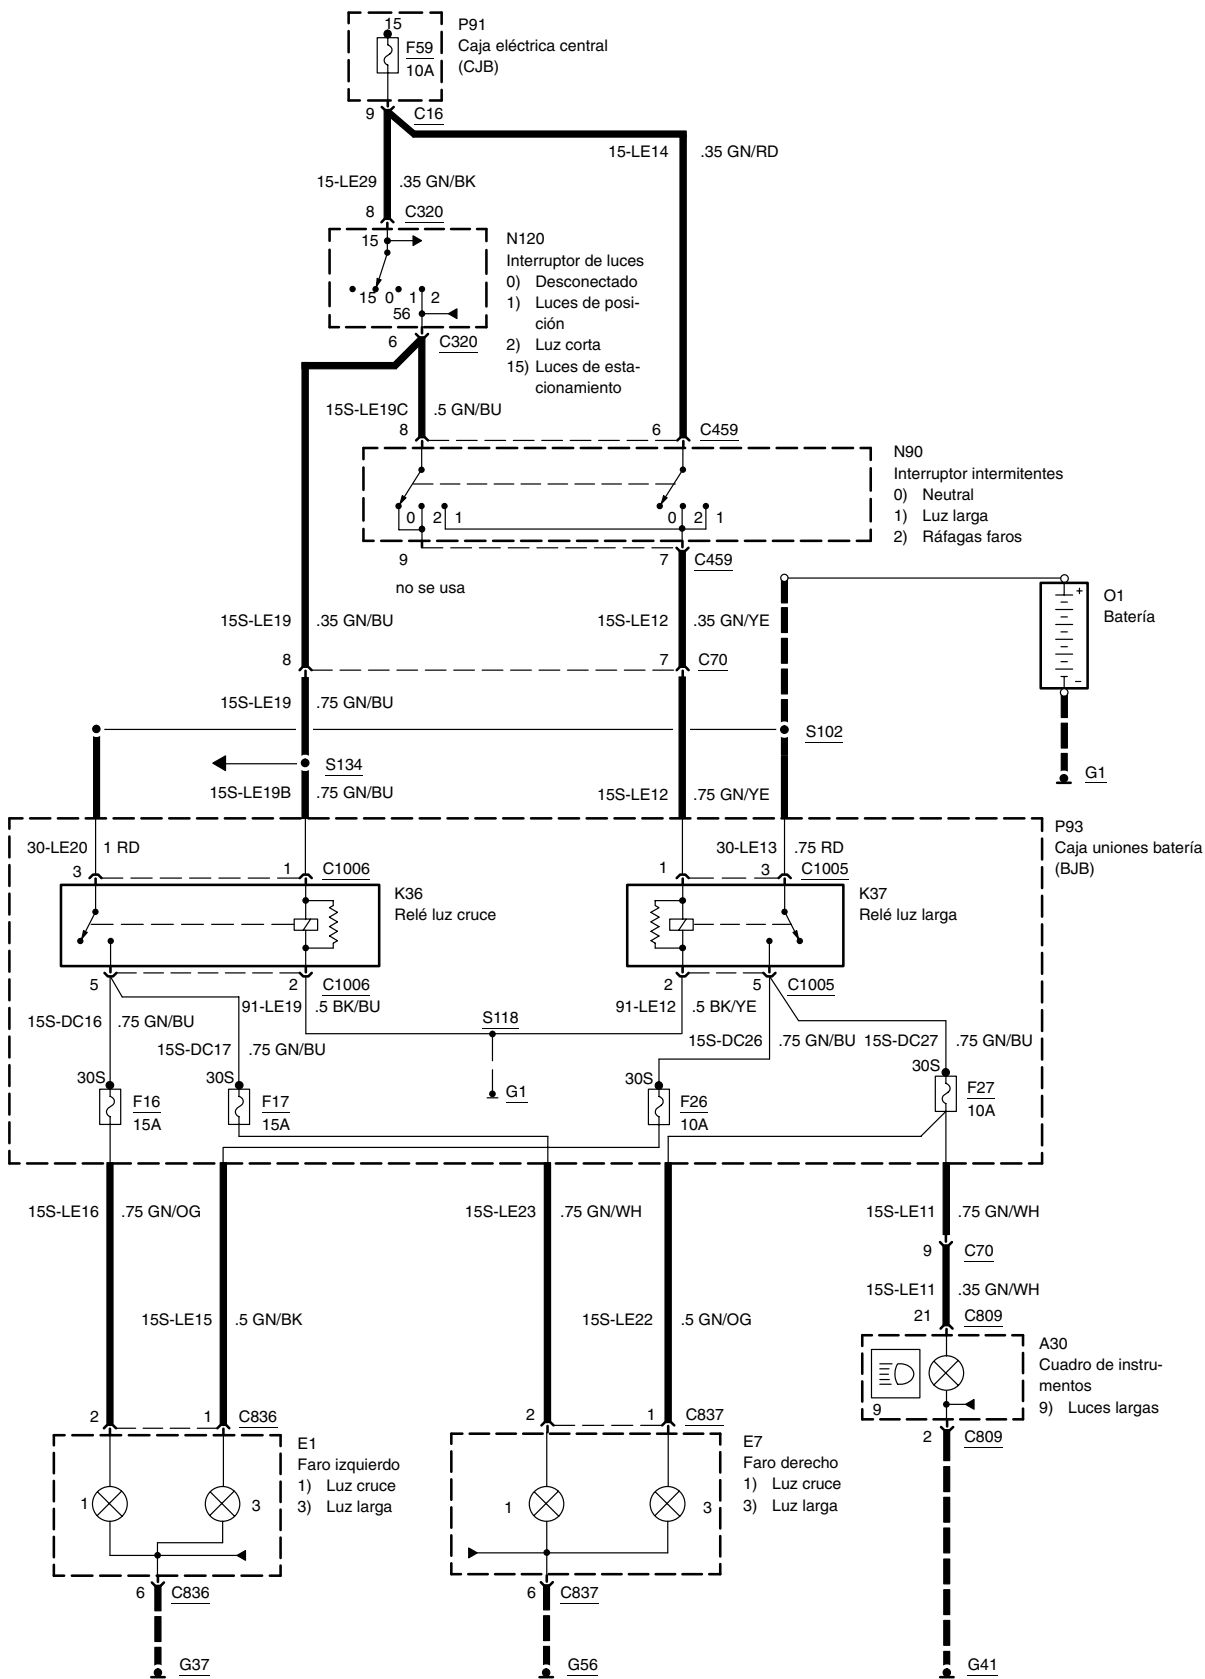 15
P91
F59
Caja eléctrica central
10A
(CJB)
9
C16
15-LE14
.35 GN/RD
15-LE29
.35 GN/BK
8
C320
15
N120
Interruptor de luces
0) Desconectado
1) Luces de posi-
ción
2) Luz corta
15) Luces de esta-
cionamiento
15 0 1 2
56
6
C320
15S-LE19C
.5 GN/BU
8
6
C459
N90
Interruptor intermitentes
0) Neutral
1) Luz larga
2) Ráfagas faros
0 2 1
0 2 1
9
7
C459
no se usa
O1
Batería
+
−
15S-LE19
.35 GN/BU
15S-LE12
.35 GN/YE
8
7
C70
15S-LE19
.75 GN/BU
S102
S134
G1
15S-LE19B
.75 GN/BU
15S-LE12
.75 GN/YE
P93
Caja uniones batería
(BJB)
30-LE20
1 RD
30-LE13
.75 RD
3
1
C1006
1
3
C1005
K36
Relé luz cruce
K37
Relé luz larga
5
2
C1006
2
5
C1005
91-LE19
.5 BK/BU
91-LE12
.5 BK/YE
15S-DC16
.75 GN/BU
S118
15S-DC17
.75 GN/BU
15S-DC26
.75 GN/BU
15S-DC27
.75 GN/BU
30S
30S
30S
30S
F16
15A
F17
15A
G1
F26
10A
F27
10A
15S-LE16
.75 GN/OG
15S-LE23
.75 GN/WH
15S-LE11
.75 GN/WH
9
C70
15S-LE11
.35 GN/WH
15S-LE15
.5 GN/BK
15S-LE22
.5 GN/OG
21
C809
A30
Cuadro de instru-
mentos
9) Luces largas
9
2
1
C836
2
1
C837
2
C809
E1
Faro izquierdo
1) Luz cruce
3) Luz larga
E7
Faro derecho
1) Luz cruce
3) Luz larga
1
3
1
3
6
C836
6
C837
G37
G56
G41